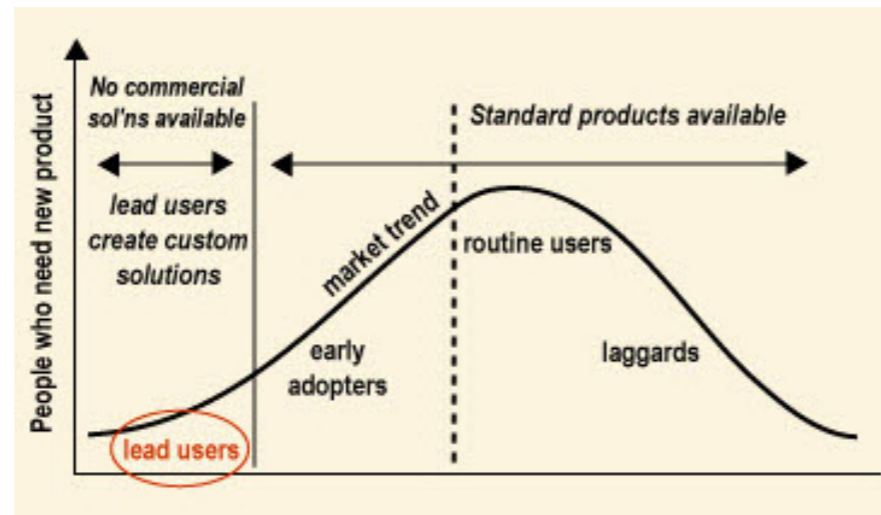 No commercial
sol'ns available
Standard products available
lead users
create custom
solutions
People who need new product
market trend
routine users
early
adopters
laggards
lead users